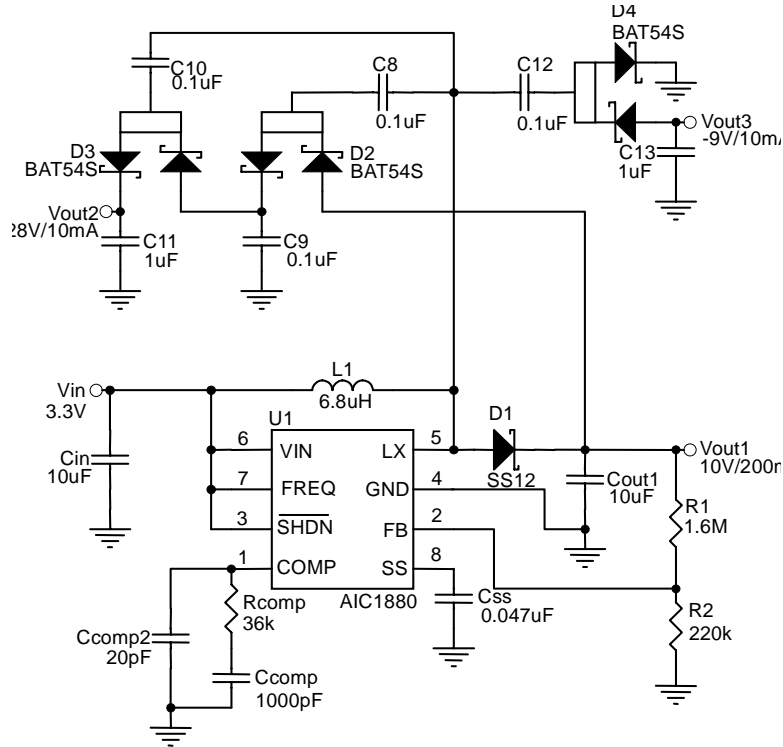 D4
BAT54S
C10
0.1uF
C8
0.1uF
C12
0.1uF
Vout3
-9V/10mA
C13
1uF
D3
BAT54S
D2
BAT54S
Vout2
28V/10mA
C11
1uF
C9
0.1uF
Vin
3.3V
L1
6.8uH
U1
D1
SS12
Vout1
10V/200m
Cin
10uF
6
VIN
LX
5
7
FREQ
GND
4
3
SHDN
FB
2
1
COMP
SS
8
AIC1880
Cout1
10uF
R1
1.6M
Rcomp
36k
Css
0.047uF
R2
220k
Ccomp2
20pF
Ccomp
1000pF